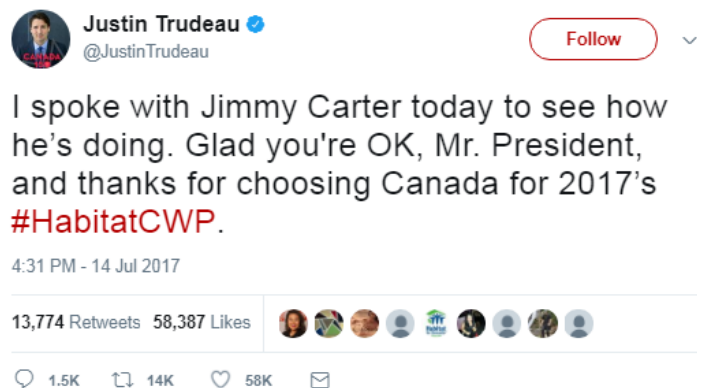 Justin Trudeau
@JustinTrudeau
Follow
I spoke with Jimmy Carter today to see how
he’s doing. Glad you're OK, Mr. President,
and thanks for choosing Canada for 2017’s
#HabitatCWP.
4:31 PM - 14 Jul 2017
13,774 Retweets 58,387 Likes
1.5K 14K 58K